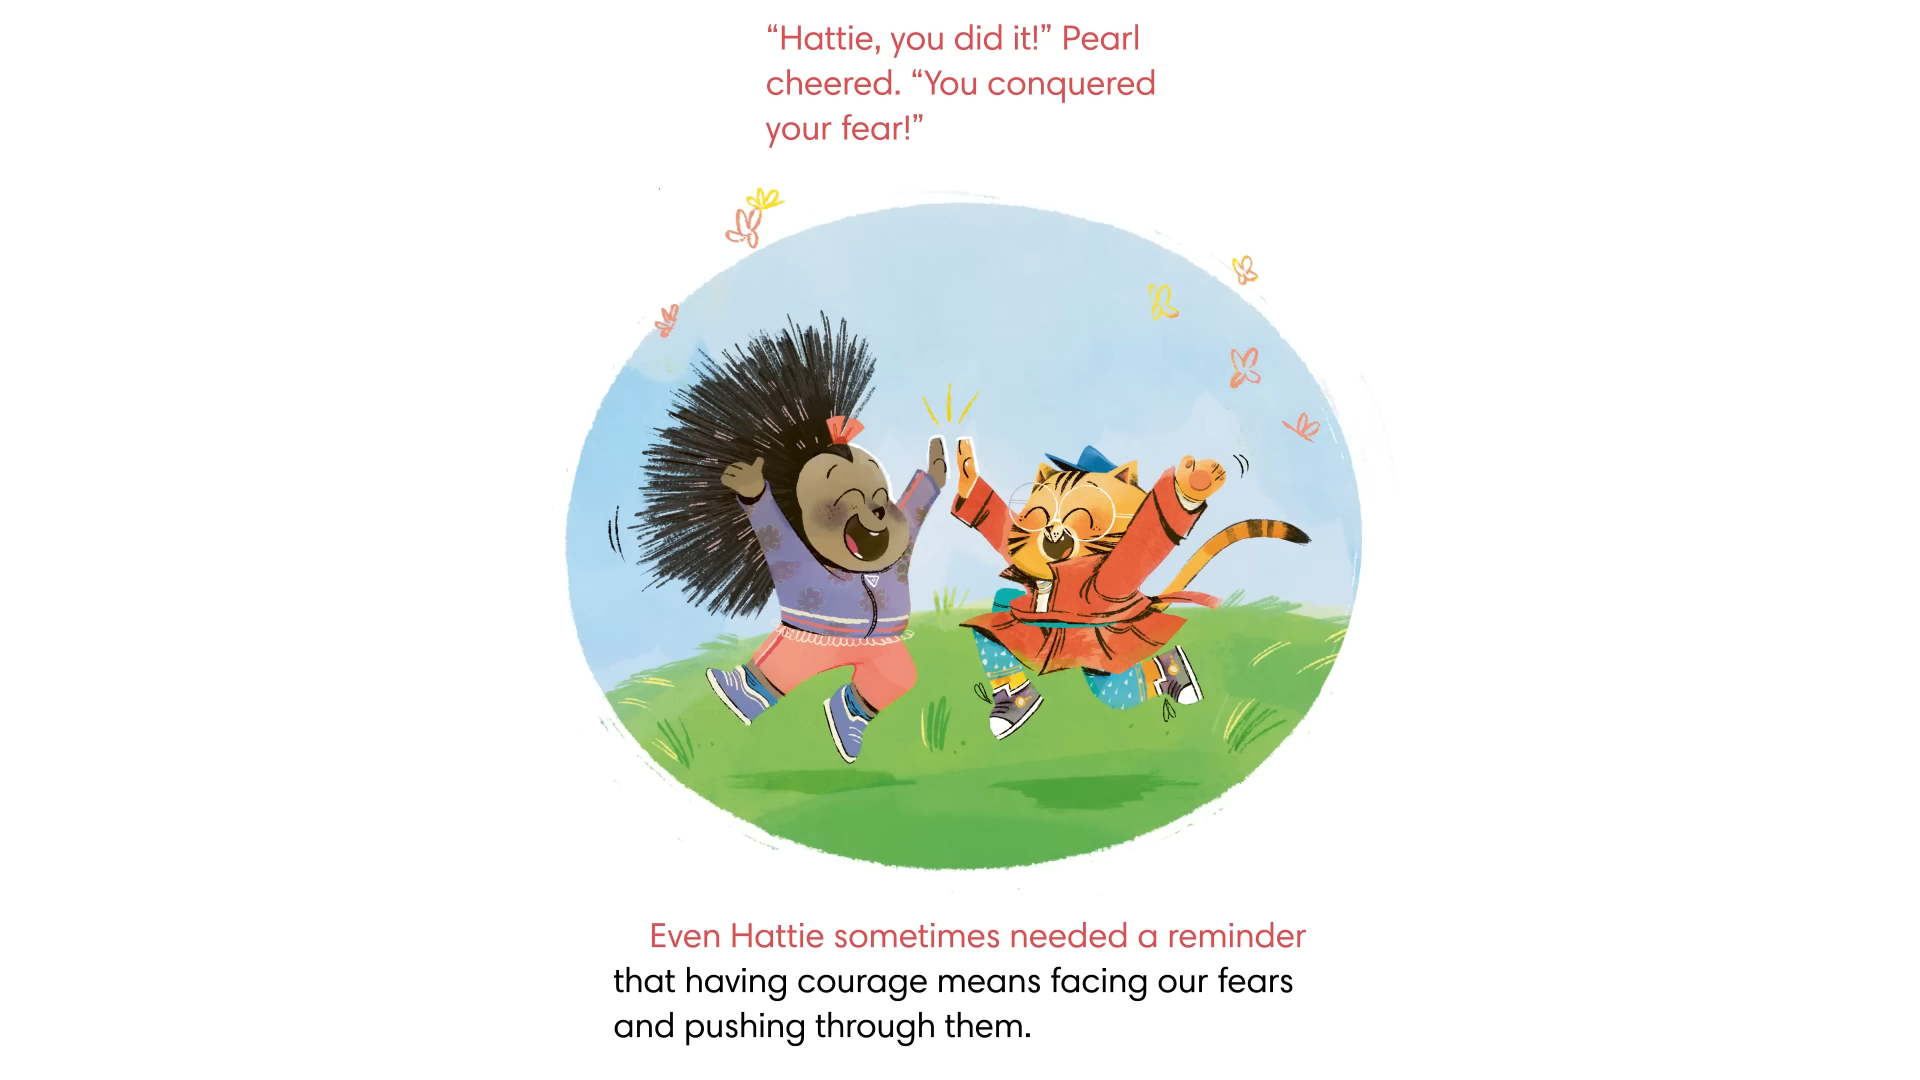 “Hattie, you did it!” Pearl
cheered. “You conquered
your fear!”
Even Hattie sometimes needed a reminder
that having courage means facing our fears
and pushing through them.